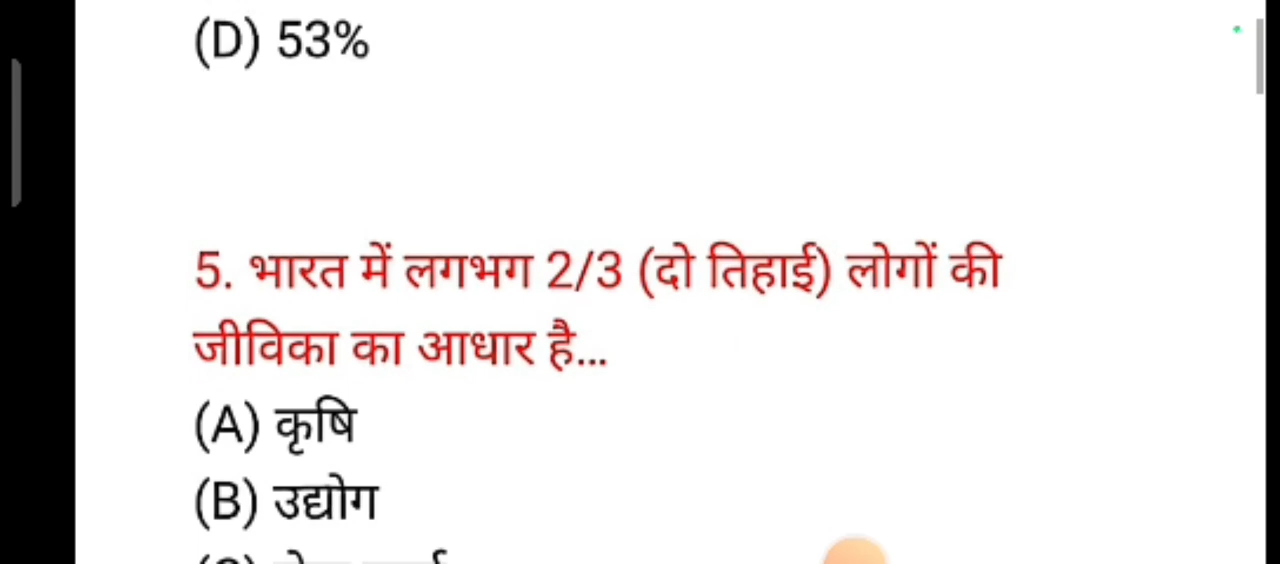 (D) 53%
5. भारत में लगभग 2/3 (दो तिहाई) लोगों की
जीविका का आधार है...
(A) कृषि
(B) उद्योग